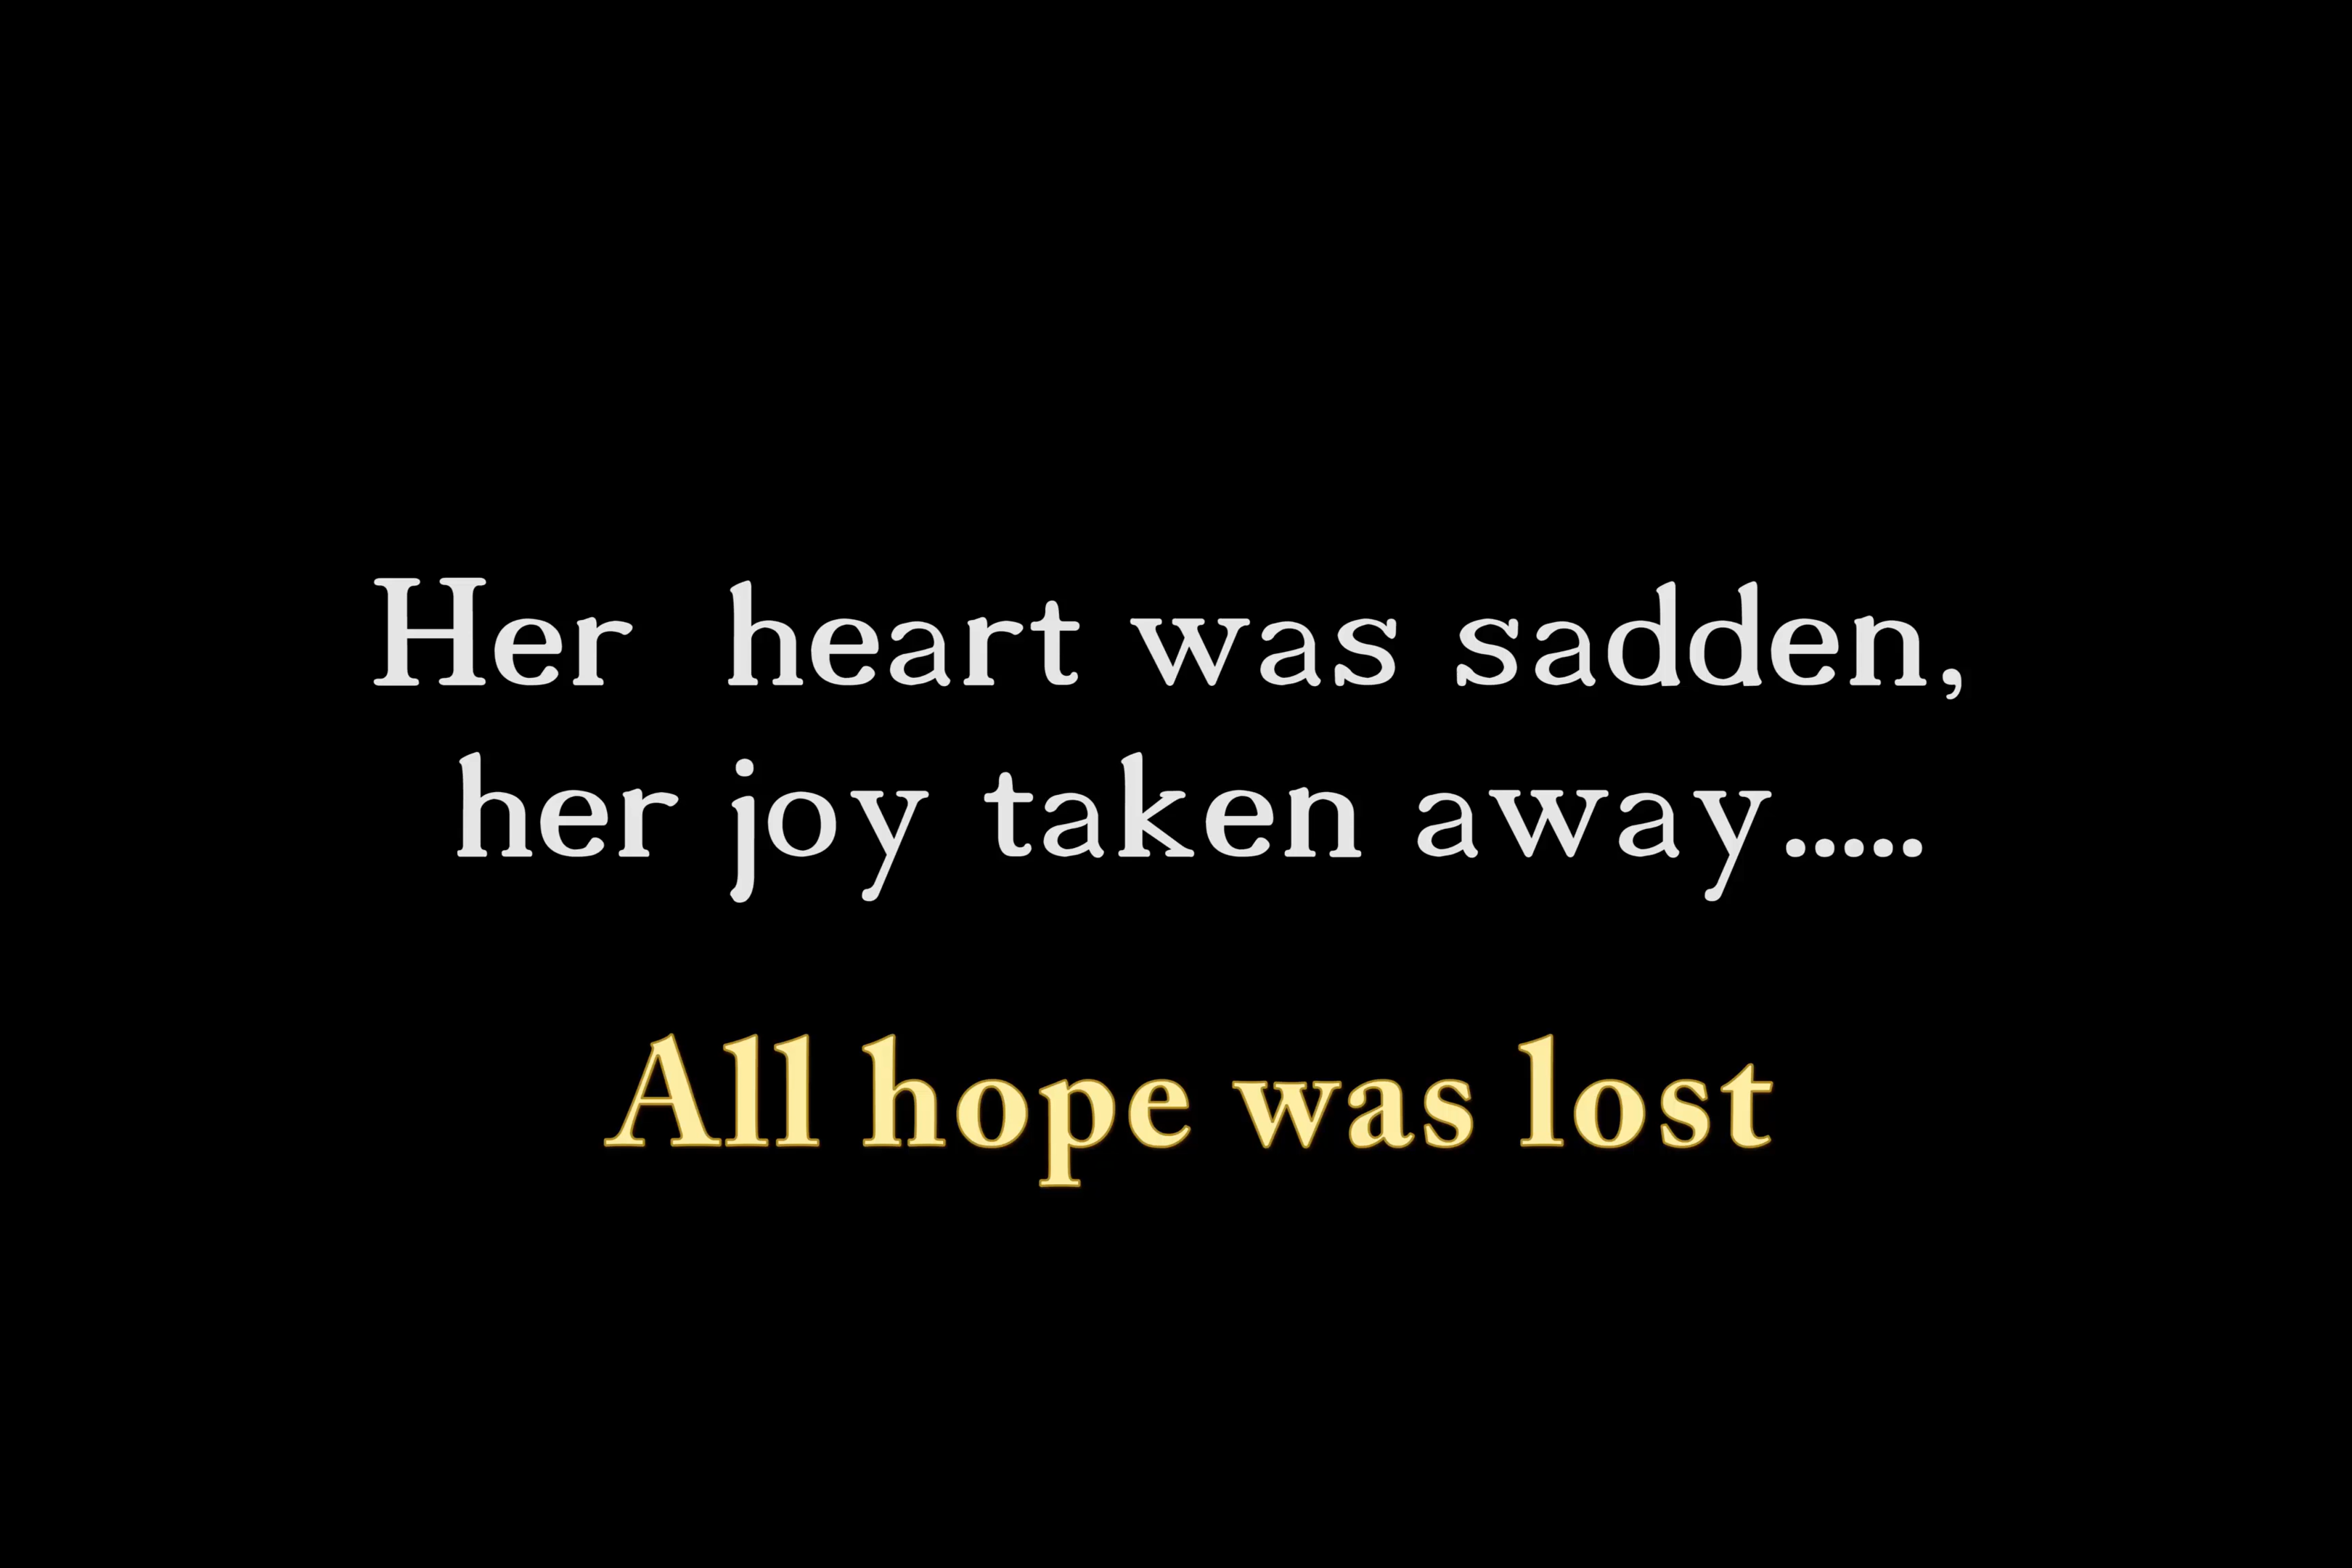 Her heart was sadden,
her joy taken away.....
All hope was lost